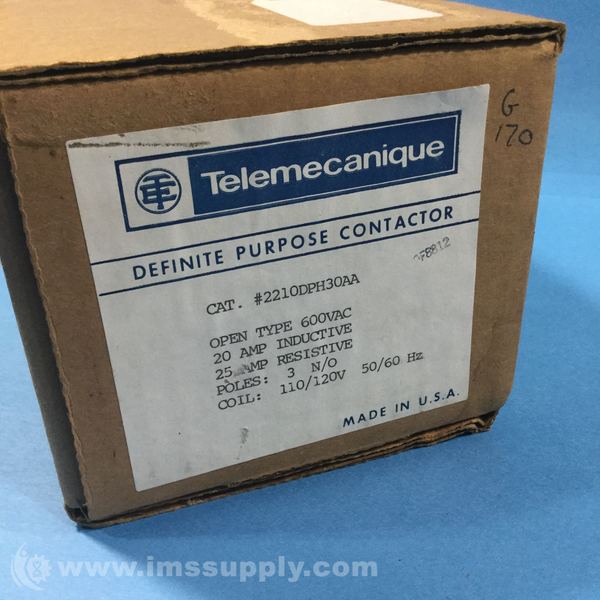 G
170
TE
Telemecanique
DEFINITE PURPOSE CONTACTOR
CAT. #2210DPH30AA
OPEN TYPE 600VAC
20 AMP INDUCTIVE
25 AMP RESISTIVE
POLES: 3 N/O
COIL: 110/120V 50/60 Hz
MADE IN U.S.A.
www.imssupply.com